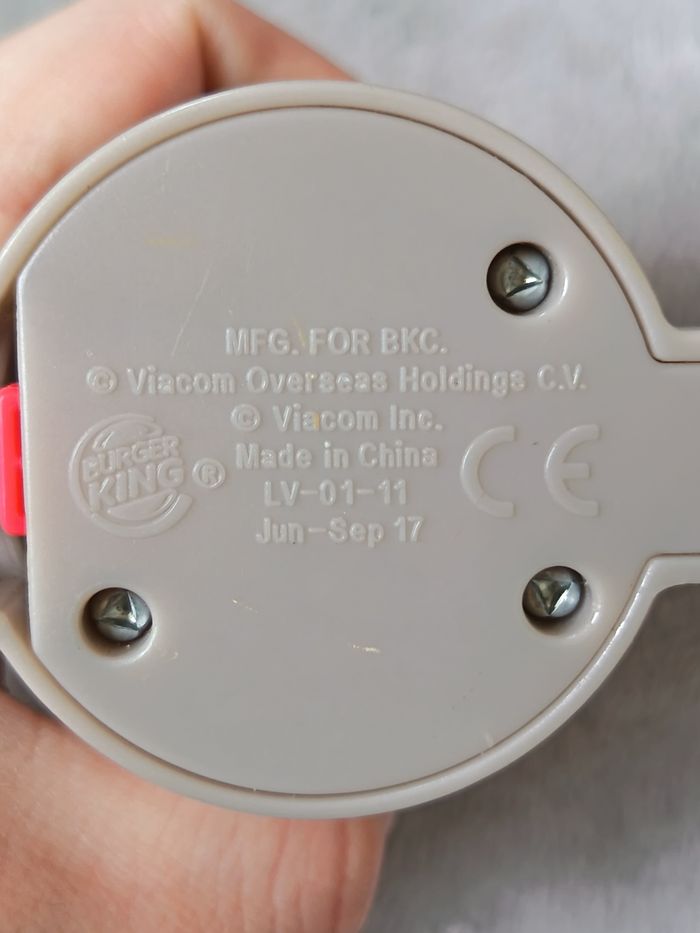 MFG. FOR BKC.
© Viacom Overseas Holdings C.V.
© Viacom Inc.
Made in China
LV-01-11
Jun-Sep 17
BURGER
KING ®
CE